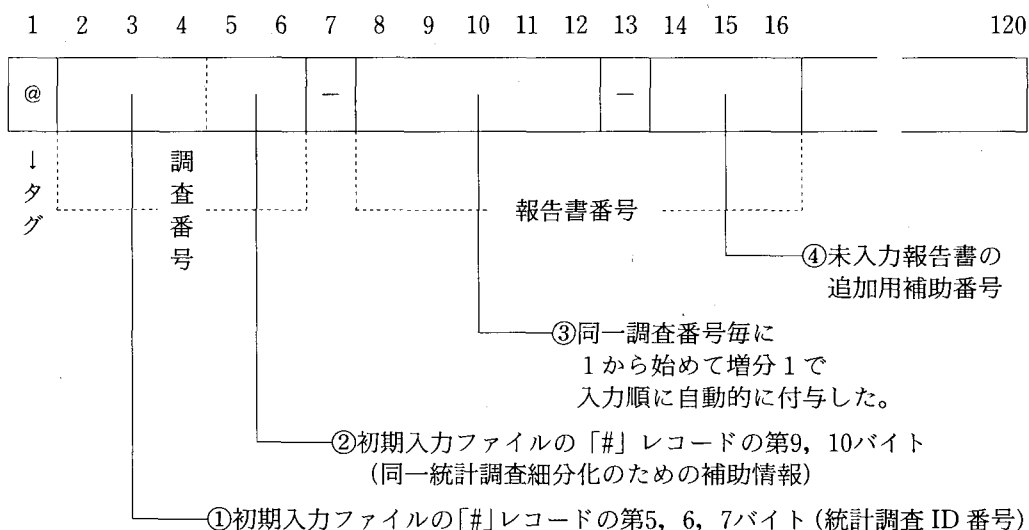 1 2 3 4 5 6 7 8 9 10 11 12 13 14 15 16 120
@ － －
↓タグ
調査番号
報告書番号
④未入力報告書の
追加用補助番号
③同一調査番号毎に
1から始めて増分1で
入力順に自動的に付与した。
②初期入力ファイルの「#」レコードの第9，10バイト
(同一統計調査細分化のための補助情報)
①初期入力ファイルの「#」レコードの第5，6，7バイト(統計調査ID番号)